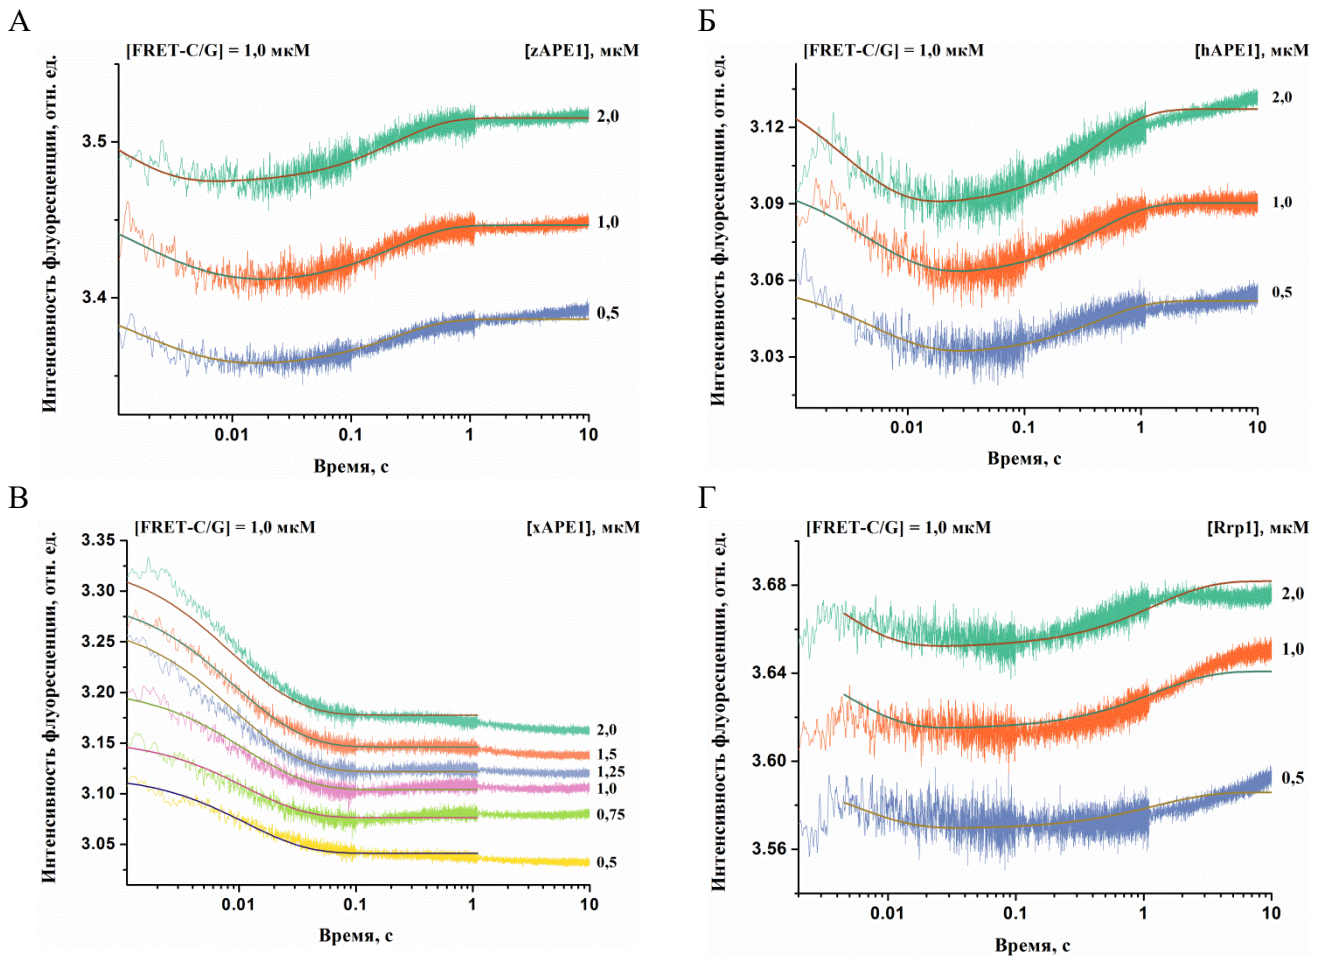 А
[FRET-C/G] = 1,0 мкМ [zAPE1], мкМ
Интенсивность флуоресценции, отн. ед.
3.5
3.4
2,0
1,0
0,5
0.01 0.1 1 10
Время, с
Б
[FRET-C/G] = 1,0 мкМ [hAPE1], мкМ
Интенсивность флуоресценции, отн. ед.
3.12
3.09
3.06
3.03
2,0
1,0
0,5
0.01 0.1 1 10
Время, с
В
[FRET-C/G] = 1,0 мкМ [xAPE1], мкМ
Интенсивность флуоресценции, отн. ед.
3.35
3.30
3.25
3.20
3.15
3.10
3.05
2,0
1,5
1,25
1,0
0,75
0,5
0.01 0.1 1 10
Время, с
Г
[FRET-C/G] = 1,0 мкМ [Rrp1], мкМ
Интенсивность флуоресценции, отн. ед.
3.68
3.64
3.60
3.56
2,0
1,0
0,5
0.01 0.1 1 10
Время, с